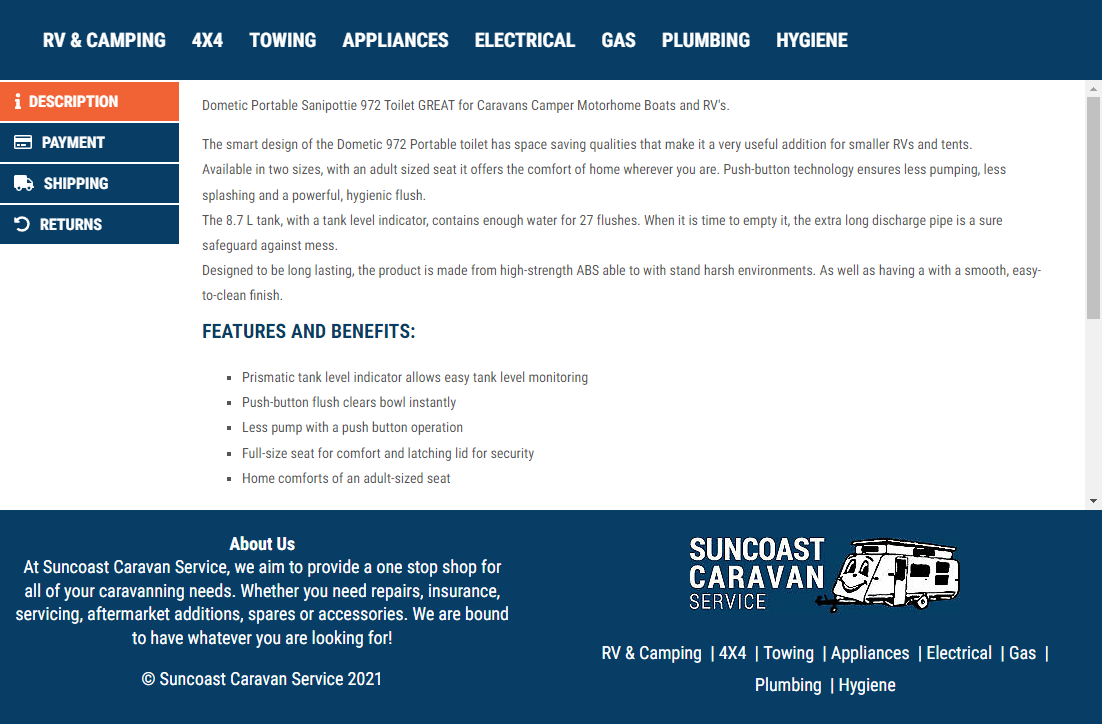 RV & CAMPING 4X4 TOWING APPLIANCES ELECTRICAL GAS PLUMBING HYGIENE
DESCRIPTION
PAYMENT
SHIPPING
RETURNS
Dometic Portable Sanipottie 972 Toilet GREAT for Caravans Camper Motorhome Boats and RV's.
The smart design of the Dometic 972 Portable toilet has space saving qualities that make it a very useful addition for smaller RVs and tents.
Available in two sizes, with an adult sized seat it offers the comfort of home wherever you are. Push-button technology ensures less pumping, less
splashing and a powerful, hygienic flush.
The 8.7 L tank, with a tank level indicator, contains enough water for 27 flushes. When it is time to empty it, the extra long discharge pipe is a sure
safeguard against mess.
Designed to be long lasting, the product is made from high-strength ABS able to with stand harsh environments. As well as having a with a smooth, easy-
to-clean finish.
FEATURES AND BENEFITS:
Prismatic tank level indicator allows easy tank level monitoring
Push-button flush clears bowl instantly
Less pump with a push button operation
Full-size seat for comfort and latching lid for security
Home comforts of an adult-sized seat
About Us
At Suncoast Caravan Service, we aim to provide a one stop shop for
all of your caravanning needs. Whether you need repairs, insurance,
servicing, aftermarket additions, spares or accessories. We are bound
to have whatever you are looking for!
© Suncoast Caravan Service 2021
SUNCOAST
CARAVAN
SERVICE
RV & Camping | 4X4 | Towing | Appliances | Electrical | Gas |
Plumbing | Hygiene